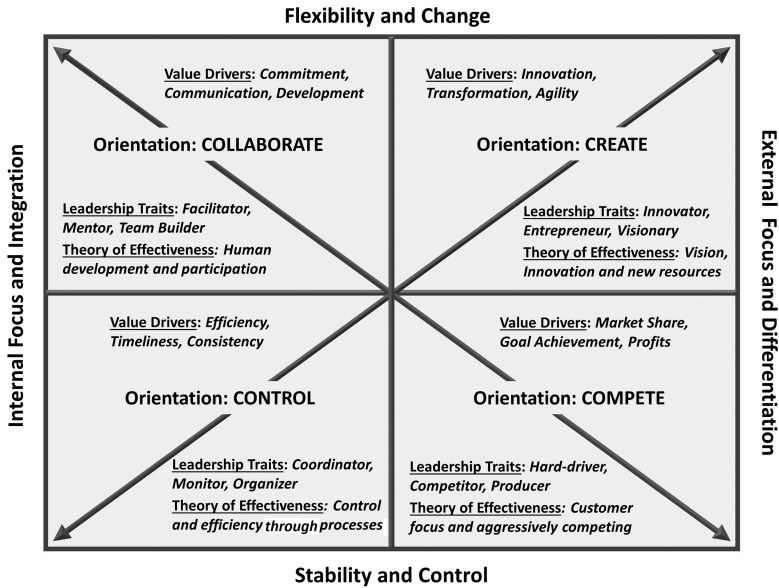 Flexibility and Change
Internal Focus and Integration
External Focus and Differentiation
Value Drivers: Commitment,
Communication, Development
Orientation: COLLABORATE
Leadership Traits: Facilitator,
Mentor, Team Builder
Theory of Effectiveness: Human
development and participation
Value Drivers: Innovation,
Transformation, Agility
Orientation: CREATE
Leadership Traits: Innovator,
Entrepreneur, Visionary
Theory of Effectiveness: Vision,
Innovation and new resources
Value Drivers: Efficiency,
Timeliness, Consistency
Orientation: CONTROL
Leadership Traits: Coordinator,
Monitor, Organizer
Theory of Effectiveness: Control
and efficiency through processes
Value Drivers: Market Share,
Goal Achievement, Profits
Orientation: COMPETE
Leadership Traits: Hard-driver,
Competitor, Producer
Theory of Effectiveness: Customer
focus and aggressively competing
Stability and Control